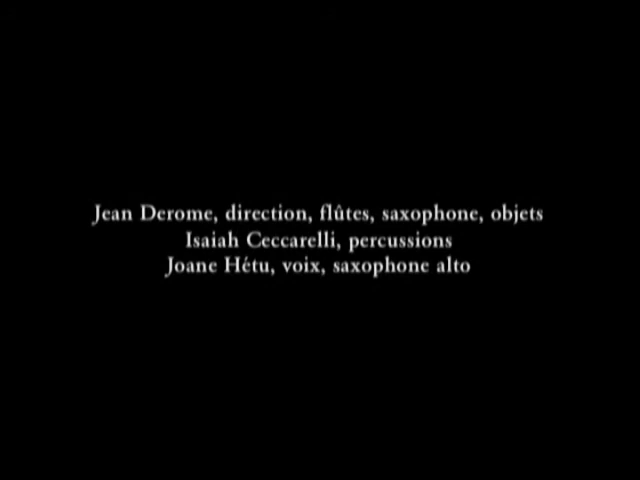 Jean Derome, direction, flûtes, saxophone, objets
Isaiah Ceccarelli, percussions
Joane Hétu, voix, saxophone alto